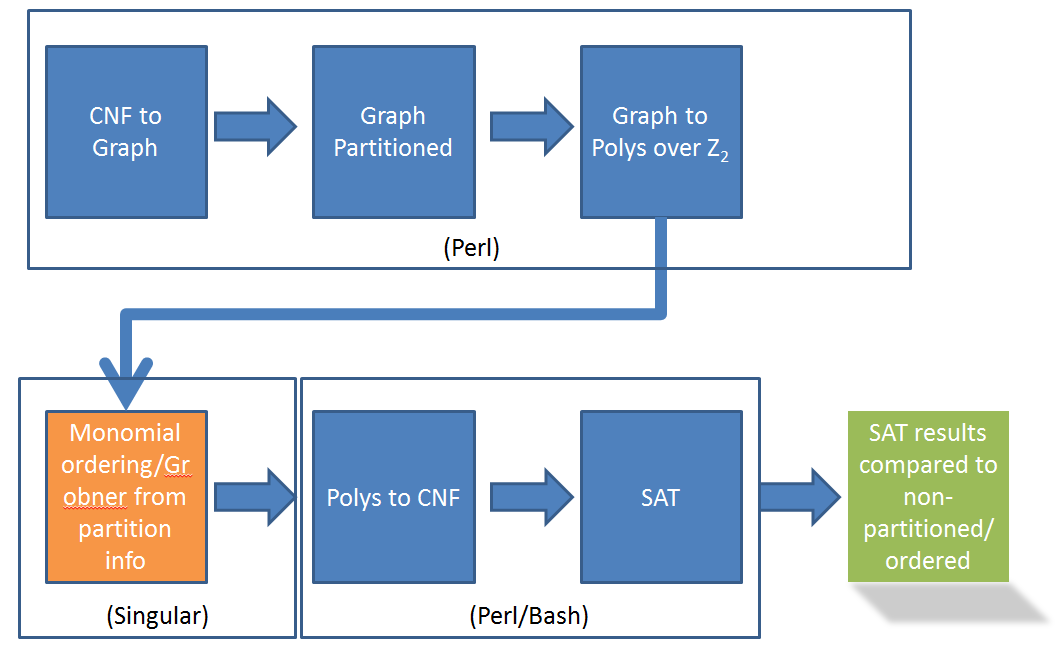 CNF to
Graph
Graph
Partitioned
Graph to
Polys over Z₂
(Perl)
Monomial
ordering/Gr
obner from
partition
info
Polys to CNF
SAT
SAT results
compared to
non-
partitioned/
ordered
(Singular)
(Perl/Bash)